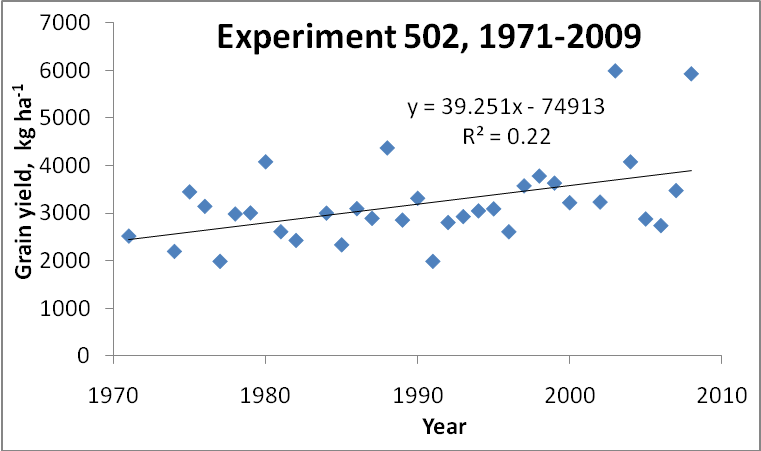 Experiment 502, 1971-2009
y = 39.251x - 74913
R² = 0.22
Grain yield, kg ha⁻¹
7000
6000
5000
4000
3000
2000
1000
0
1970 1980 1990 2000 2010
Year